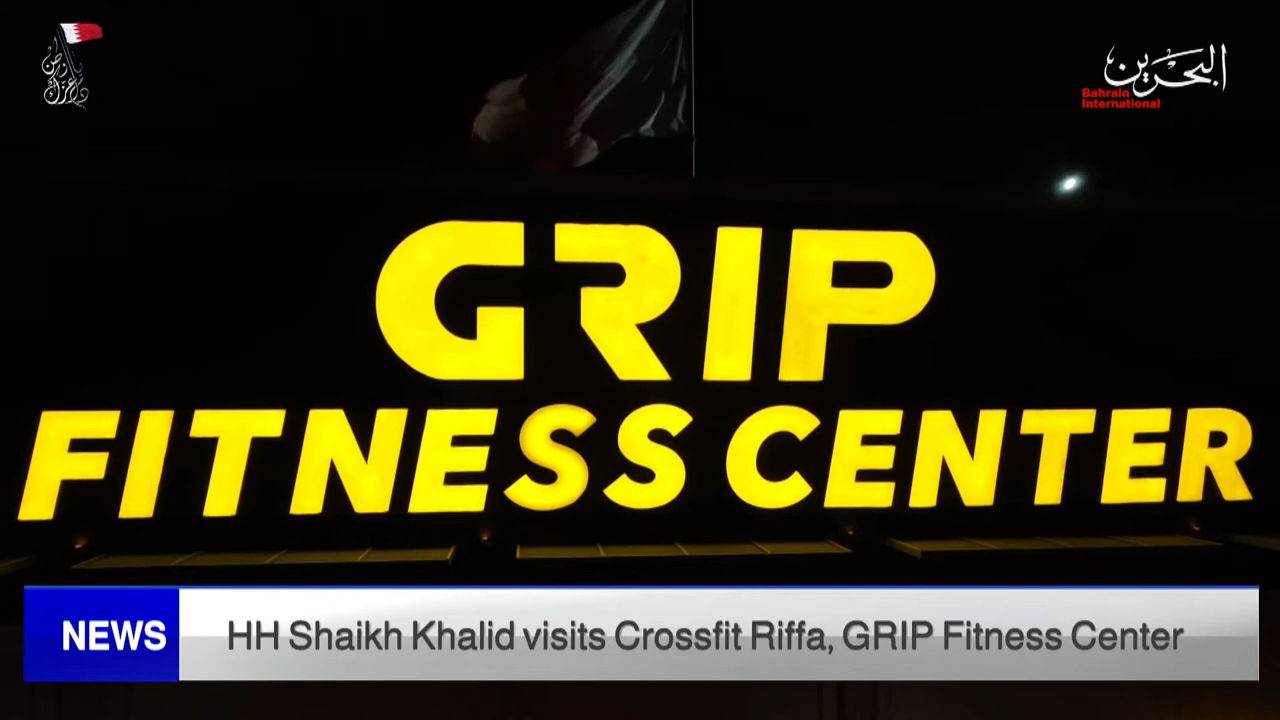 البحرين
Bahrain
International
GRIP
FITNESS CENTER
NEWS
HH Shaikh Khalid visits Crossfit Riffa, GRIP Fitness Center